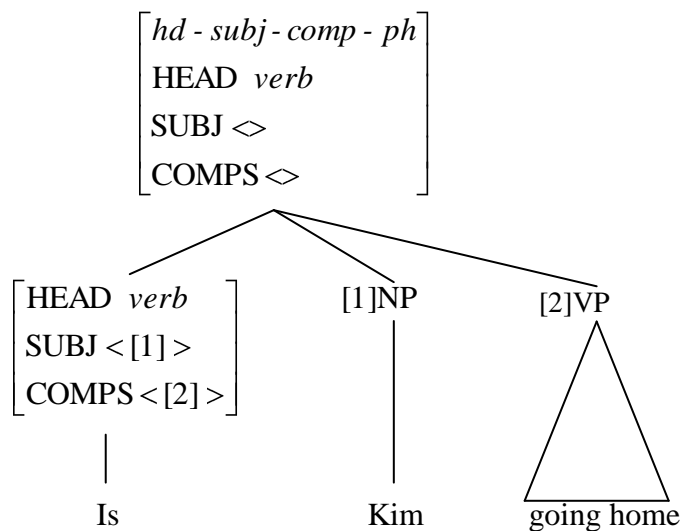 hd - subj - comp - ph
HEAD verb
SUBJ <>
COMPS <>
HEAD verb
SUBJ < [1] >
COMPS < [2] >
[1]NP
[2]VP
Is
Kim
going home